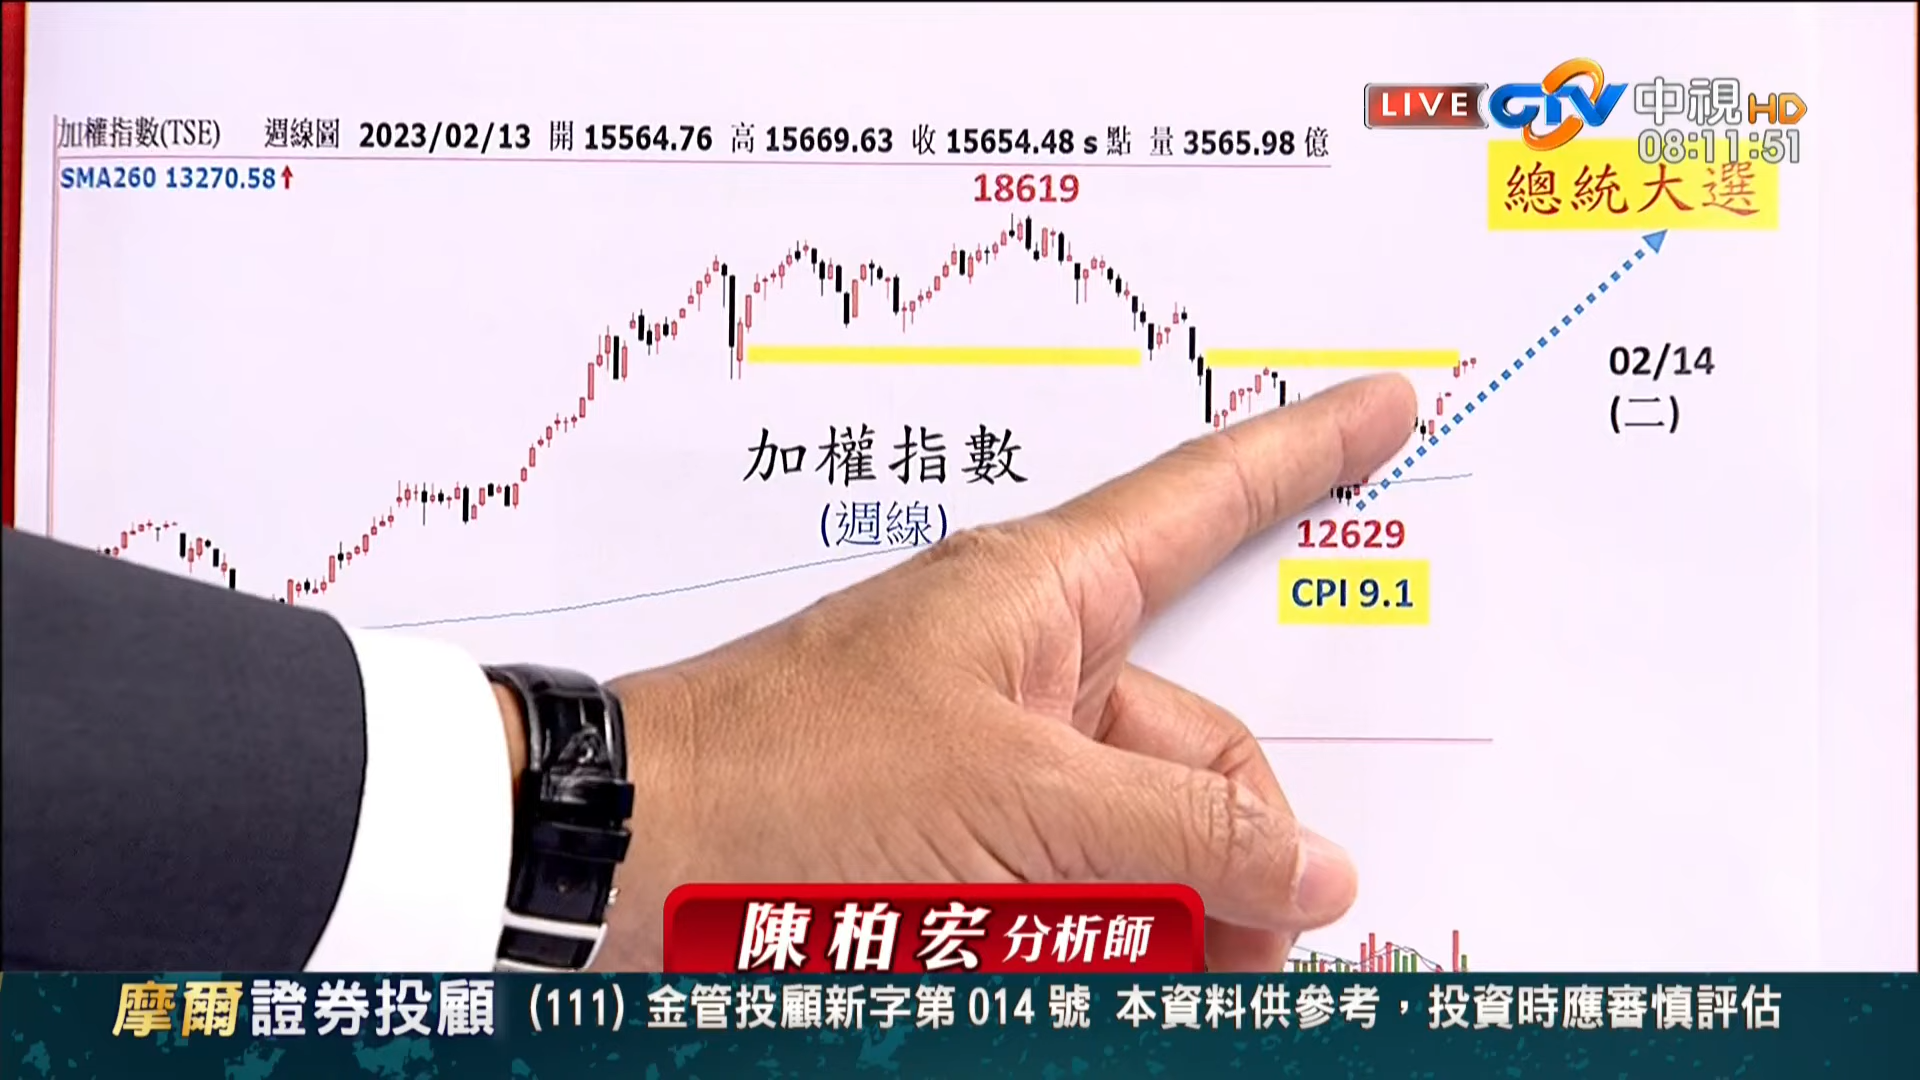 LIVE CTV 中視 HD
08:11:51
加權指數(TSE) 週線圖 2023/02/13 開 15564.76 高 15669.63 收 15654.48 s 點 量 3565.98 億
SMA260 13270.58↑
18619
總統大選
02/14
(二)
加權指數
(週線)
12629
CPI 9.1
陳柏宏 分析師
摩爾證券投顧 (111) 金管投顧新字第 014 號 本資料供參考，投資時應審慎評估